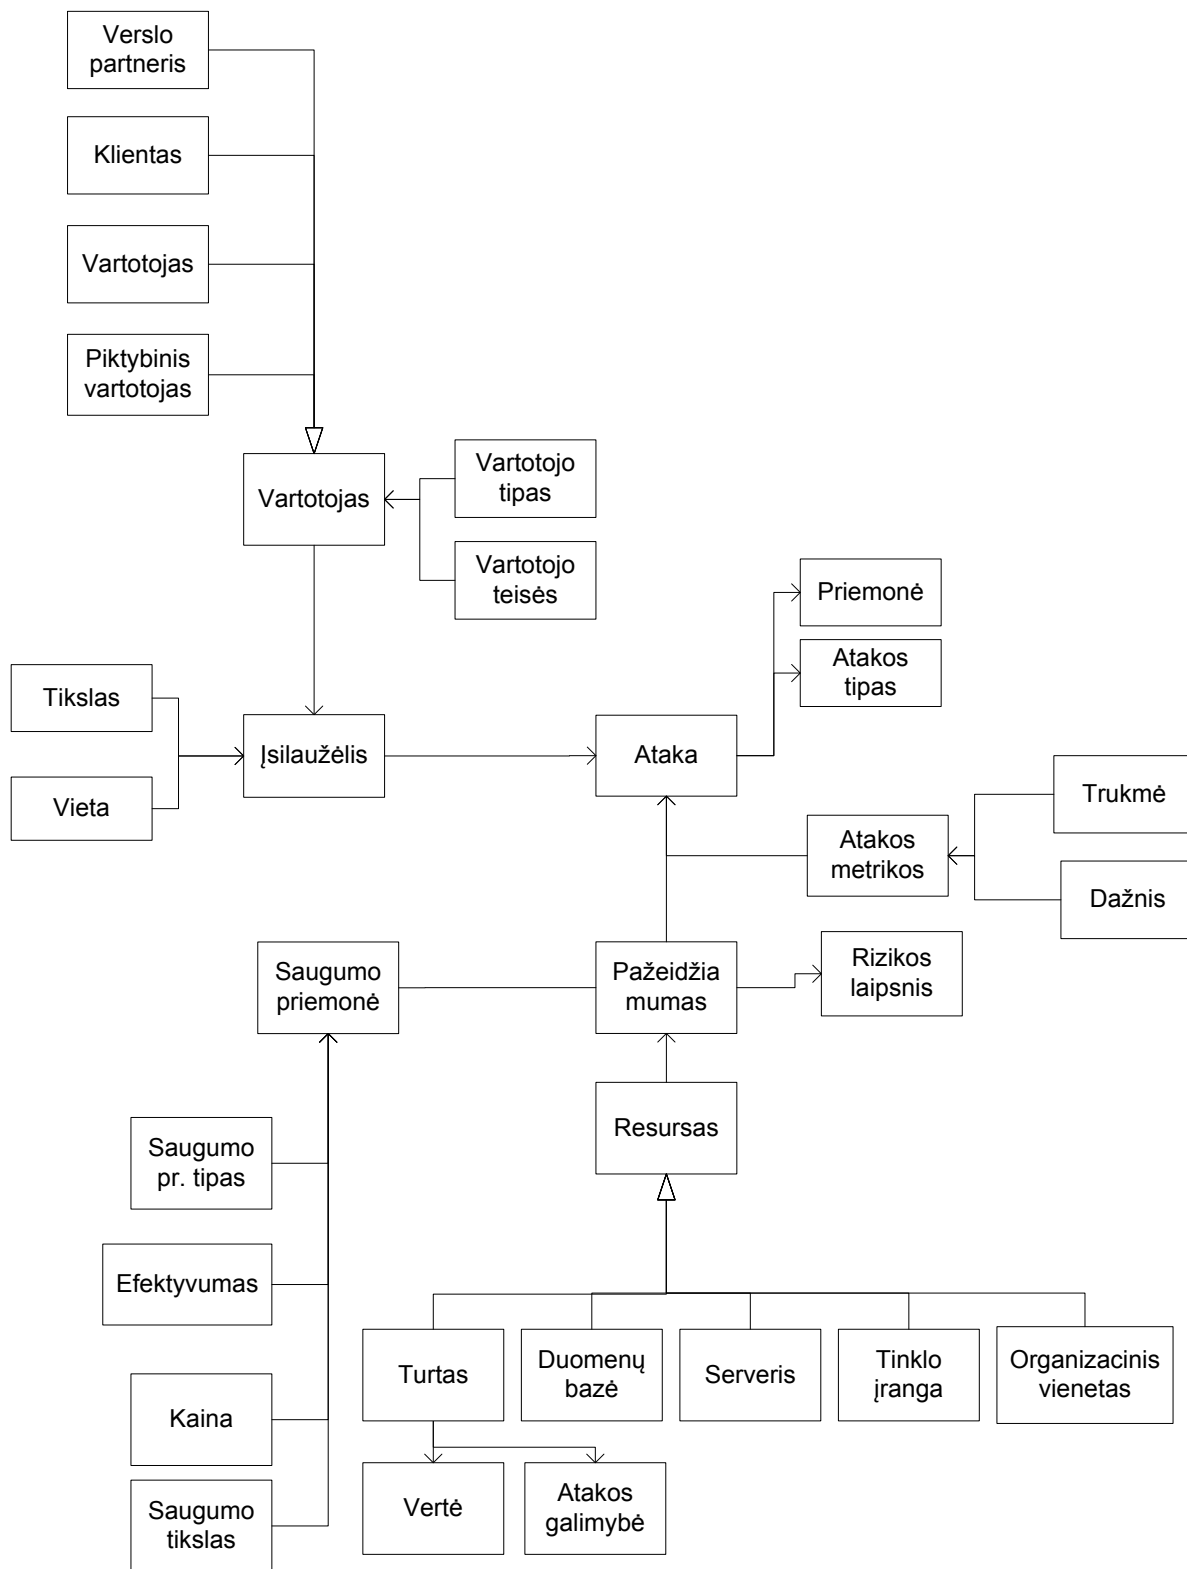 Verslo
partneris
Klientas
Vartotojas
Piktybinis
vartotojas
Vartotojas
Vartotojo
tipas
Vartotojo
teisės
Priemonė
Atakos
tipas
Tikslas
Vieta
Įsilaužėlis
Ataka
Trukmė
Atakos
metrikos
Dažnis
Saugumo
priemonė
Pažeidžia
mumas
Rizikos
laipsnis
Resursas
Saugumo
pr. tipas
Efektyvumas
Kaina
Saugumo
tikslas
Turtas
Duomenų
bazė
Serveris
Tinklo
įranga
Organizacinis
vienetas
Vertė
Atakos
galimybė